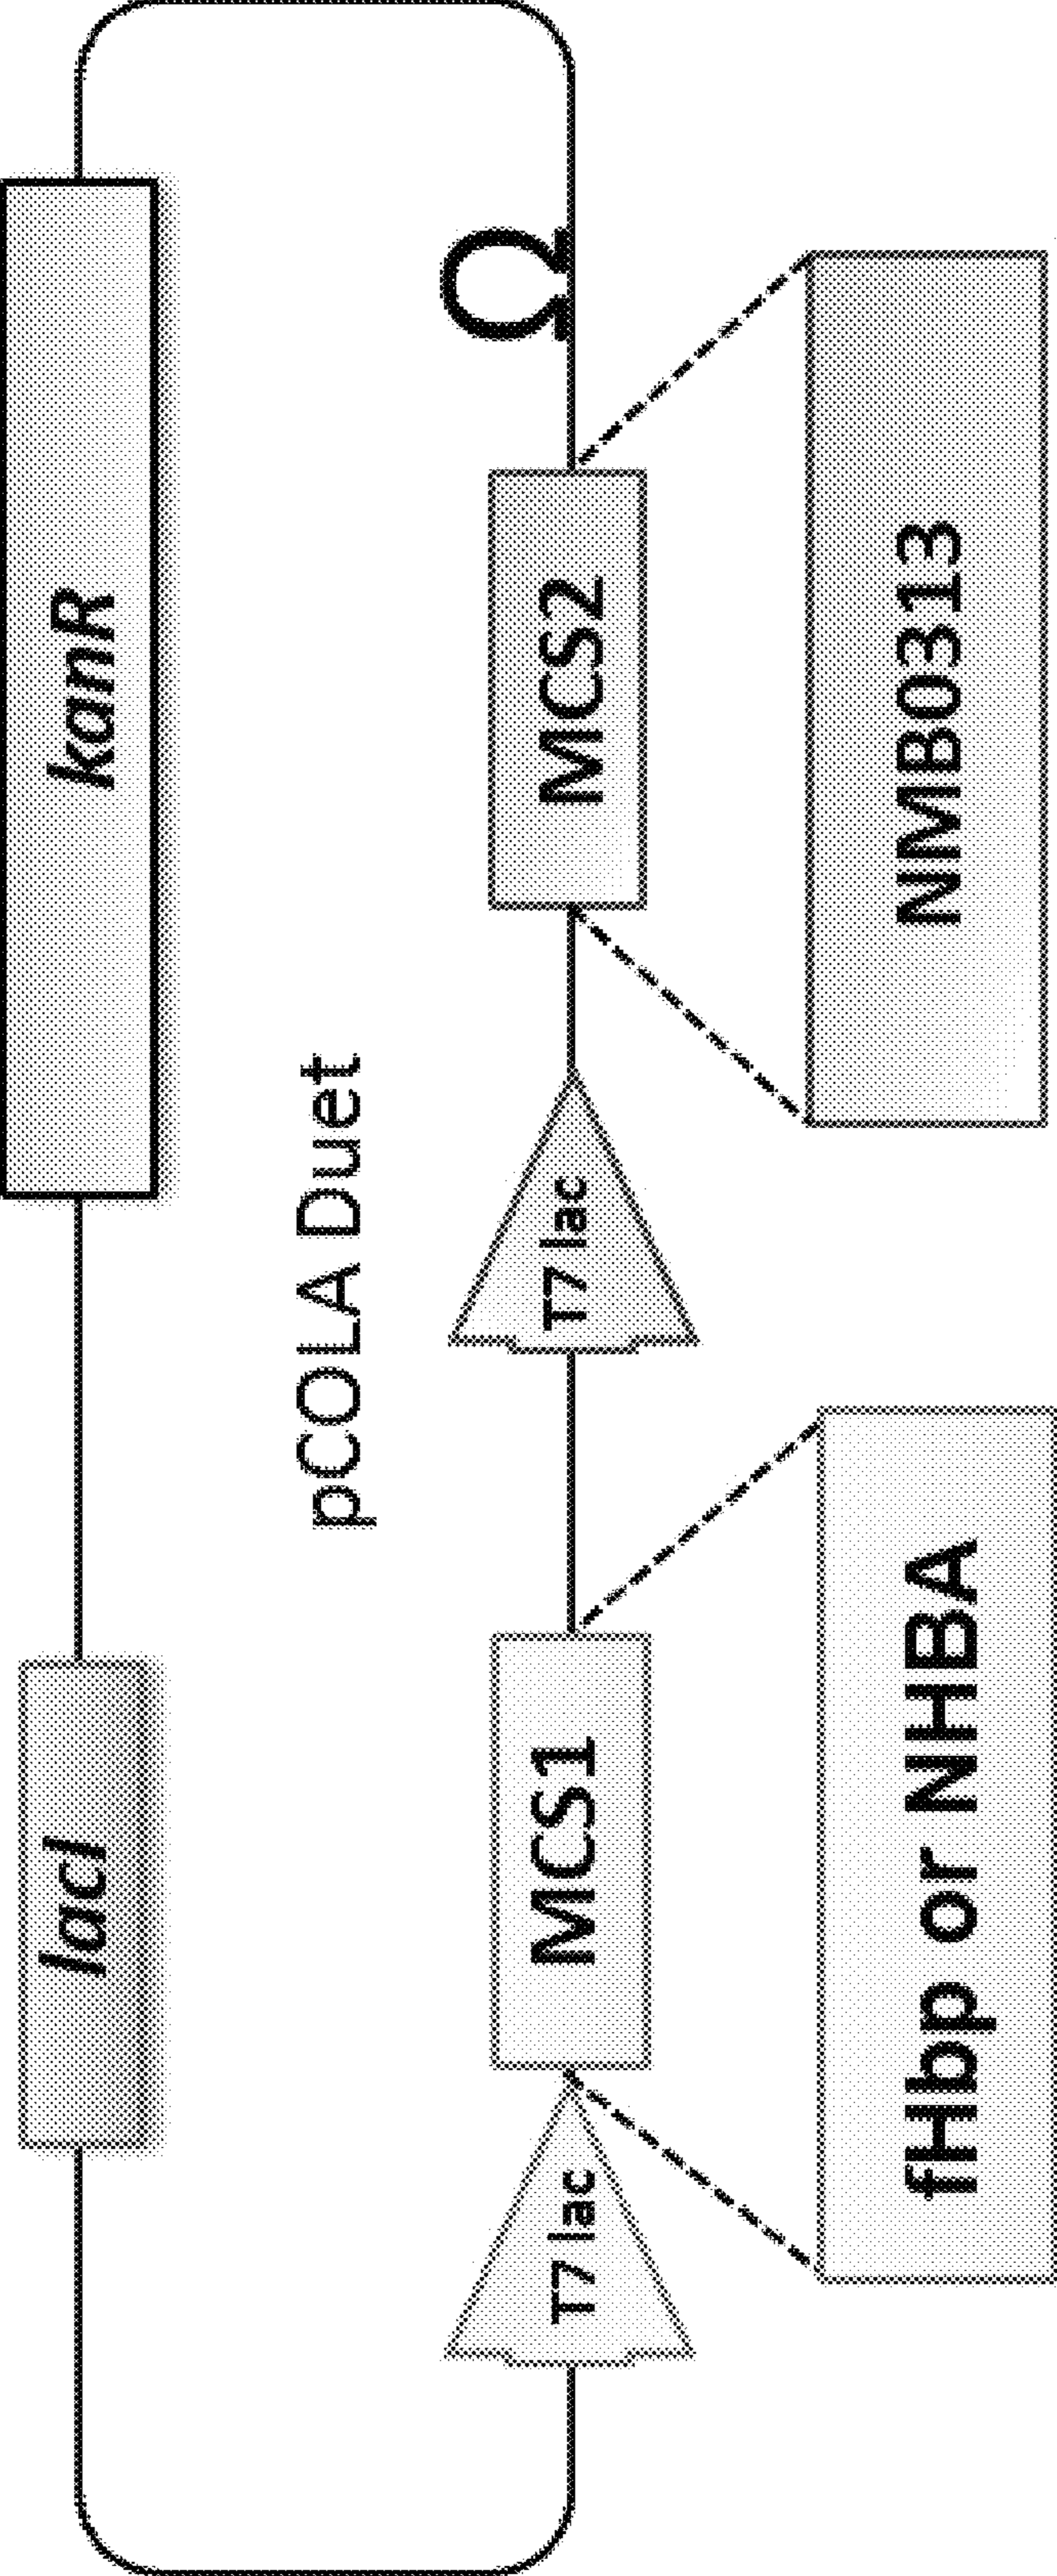 lacI
kanR
pCOLA Duet
T7 lac
MCS1
T7 lac
MCS2
Ω
fHbp or NHBA
NMB0313